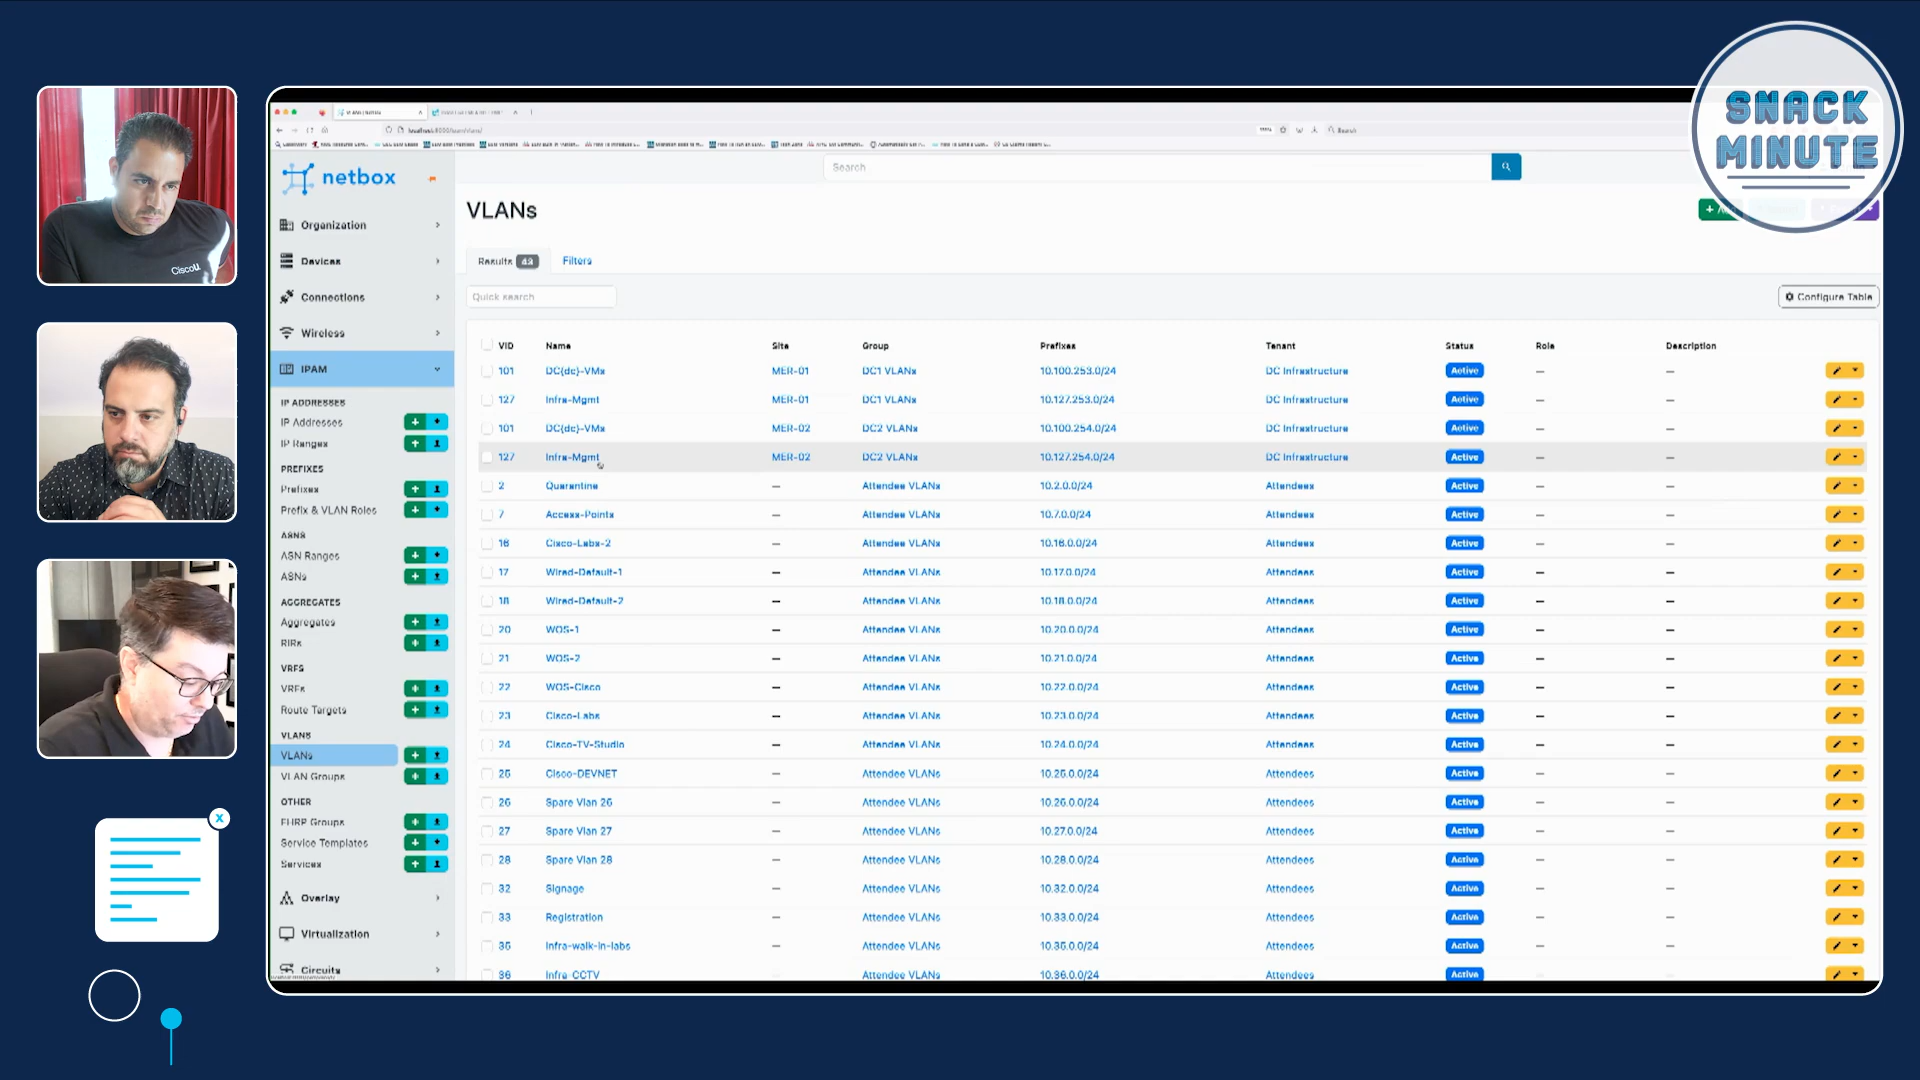 SNACK
MINUTE
CiscoU.
netbox
Search
Organization
Devices
Connections
Wireless
IPAM
IP ADDRESSES
IP Addresses
IP Ranges
PREFIXES
Prefixes
Prefix & VLAN Roles
ASNS
ASN Ranges
ASNs
AGGREGATES
Aggregates
RIRs
VRFS
VRFs
Route Targets
VLANS
VLANs
VLAN Groups
OTHER
FHRP Groups
Service Templates
Services
Overlay
Virtualization
Circuits
VLANs
Results 43 Filters
Quick search
Configure Table
VID Name Site Group Prefixes Tenant Status Role Description
101 DC{dc}-VMs MER-01 DC1 VLANs 10.100.253.0/24 DC Infrastructure Active — —
127 Infra-Mgmt MER-01 DC1 VLANs 10.127.253.0/24 DC Infrastructure Active — —
101 DC{dc}-VMs MER-02 DC2 VLANs 10.100.254.0/24 DC Infrastructure Active — —
127 Infra-Mgmt MER-02 DC2 VLANs 10.127.254.0/24 DC Infrastructure Active — —
2 Quarantine — Attendee VLANs 10.2.0.0/24 Attendees Active — —
7 Access-Points — Attendee VLANs 10.7.0.0/24 Attendees Active — —
16 Cisco-Labs-2 — Attendee VLANs 10.16.0.0/24 Attendees Active — —
17 Wired-Default-1 — Attendee VLANs 10.17.0.0/24 Attendees Active — —
18 Wired-Default-2 — Attendee VLANs 10.18.0.0/24 Attendees Active — —
20 WOS-1 — Attendee VLANs 10.20.0.0/24 Attendees Active — —
21 WOS-2 — Attendee VLANs 10.21.0.0/24 Attendees Active — —
22 WOS-Cisco — Attendee VLANs 10.22.0.0/24 Attendees Active — —
23 Cisco-Labs — Attendee VLANs 10.23.0.0/24 Attendees Active — —
24 Cisco-TV-Studio — Attendee VLANs 10.24.0.0/24 Attendees Active — —
25 Cisco-DEVNET — Attendee VLANs 10.25.0.0/24 Attendees Active — —
26 Spare Vlan 26 — Attendee VLANs 10.26.0.0/24 Attendees Active — —
27 Spare Vlan 27 — Attendee VLANs 10.27.0.0/24 Attendees Active — —
28 Spare Vlan 28 — Attendee VLANs 10.28.0.0/24 Attendees Active — —
32 Signage — Attendee VLANs 10.32.0.0/24 Attendees Active — —
33 Registration — Attendee VLANs 10.33.0.0/24 Attendees Active — —
35 Infra-walk-in-labs — Attendee VLANs 10.35.0.0/24 Attendees Active — —
36 Infra-CCTV — Attendee VLANs 10.36.0.0/24 Attendees Active
x